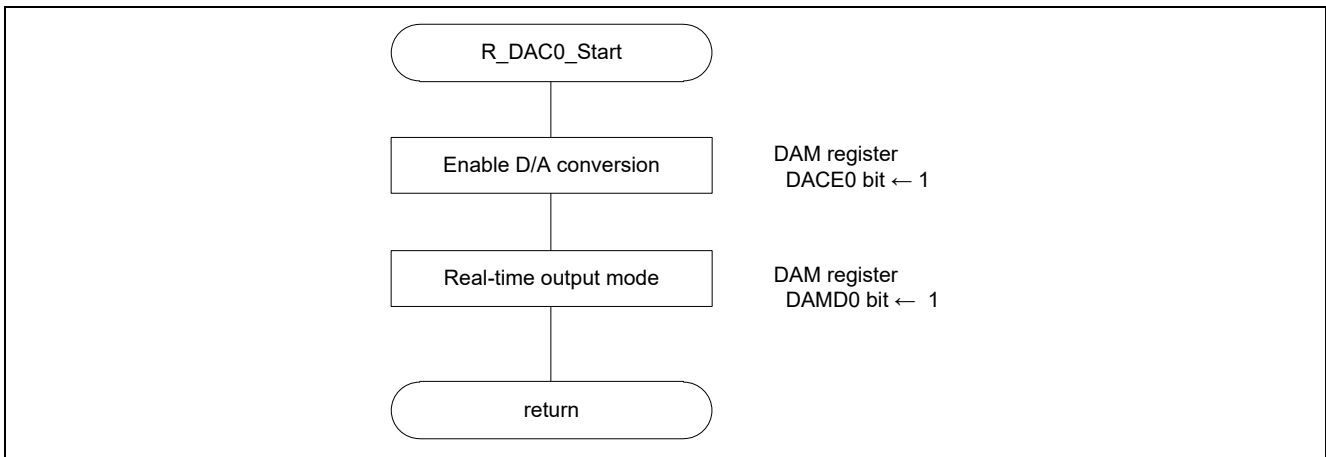 R_DAC0_Start
Enable D/A conversion
DAM register
DACE0 bit ← 1
Real-time output mode
DAM register
DAMD0 bit ← 1
return